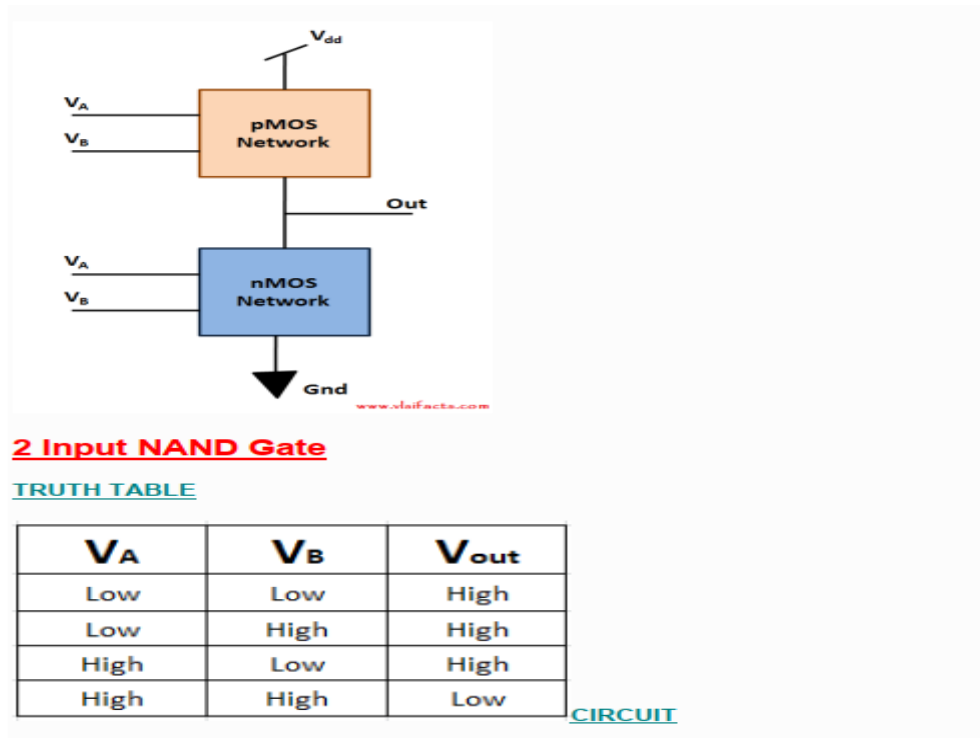 Vdd
VA
pMOS
VB
Network
Out
VA
nMOS
VB
Network
Gnd
www.vlsifacts.com
2 Input NAND Gate
TRUTH TABLE
VA VB Vout
Low Low High
Low High High
High Low High
High High Low
CIRCUIT